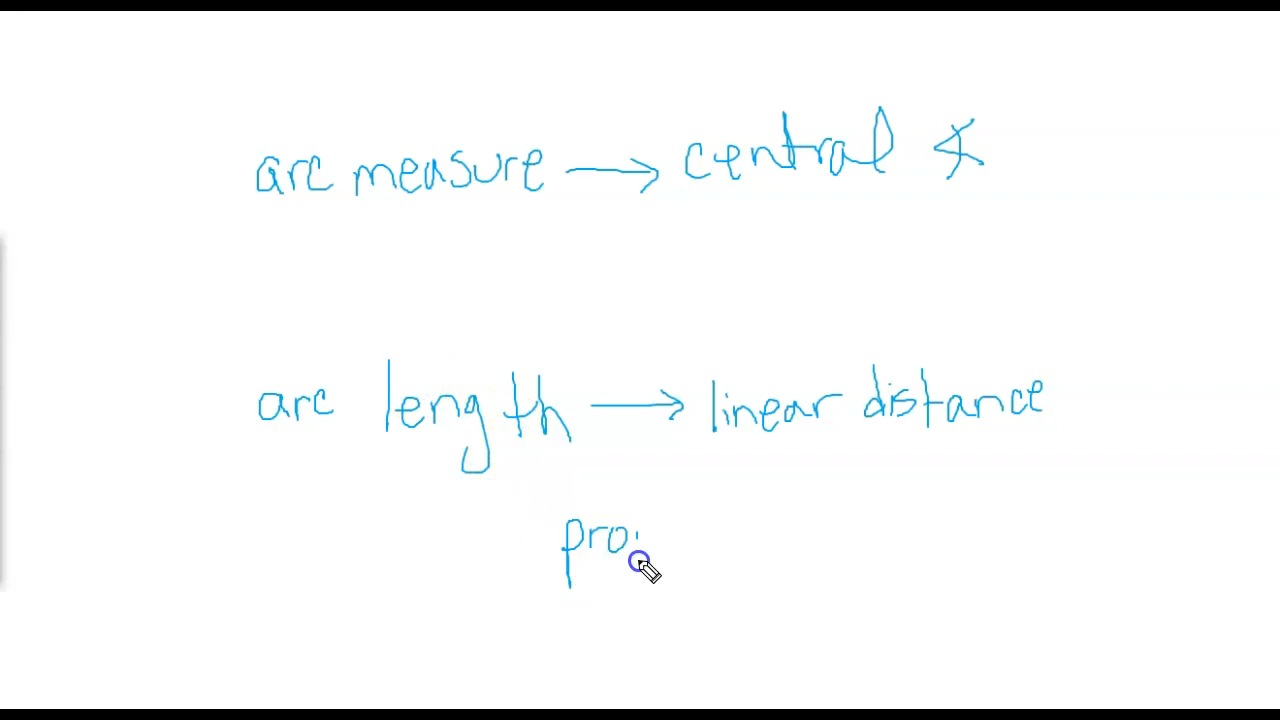 arc measure → central ∡
arc length → linear distance
pro